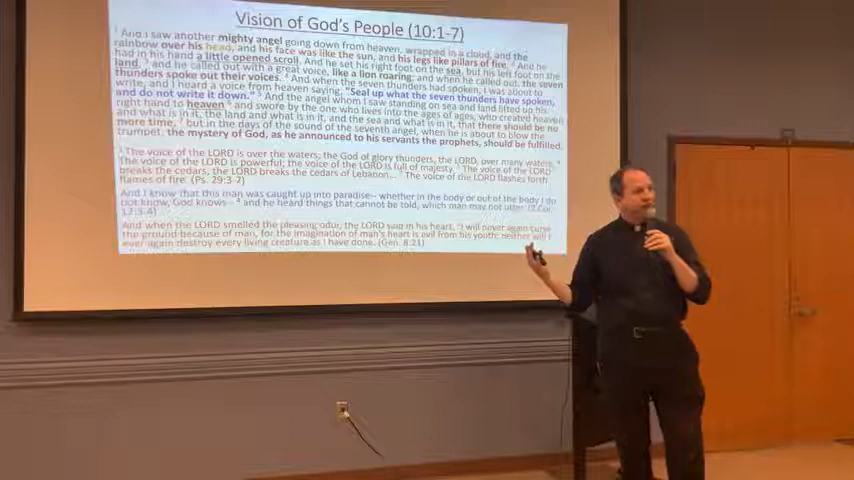 Vision of God's People (10:1-7)
1 And I saw another mighty angel going down from heaven, wrapped in a cloud, and the
rainbow over his head, and his face was like the sun, and his legs like pillars of fire. 2 And he
had in his hand a little opened scroll. And he set his right foot on the sea, but his left foot on the
land, 3 and he called out with a great voice, like a lion roaring; and when he called out, the seven
thunders spoke out their voices. 4 And when the seven thunders had spoken, I was about to
write, and I heard a voice from heaven saying, "Seal up what the seven thunders have spoken,
and do not write it down." 5 And the angel whom I saw standing on sea and land lifted up his
right hand to heaven 6 and swore by the one who lives into the ages of ages, who created heaven
and what is in it, the land and what is in it, and the sea and what is in it, that there should be no
more time, 7 but in the days of the sound of the seventh angel, when he is about to blow the
trumpet, the mystery of God, as he announced to his servants the prophets, should be fulfilled.
3 The voice of the LORD is over the waters; the God of glory thunders, the LORD, over many waters. 4
The voice of the LORD is powerful; the voice of the LORD is full of majesty. 5 The voice of the LORD
breaks the cedars, the LORD breaks the cedars of Lebanon... 7 The voice of the LORD flashes forth
flames of fire. (Ps. 29:3-7)
And I know that this man was caught up into paradise-- whether in the body or out of the body I do
not know, God knows-- 4 and he heard things that cannot be told, which man may not utter. (2 Cor.
12:3-4)
And when the LORD smelled the pleasing odor, the LORD said in his heart, "I will never again curse
the ground because of man, for the imagination of man's heart is evil from his youth; neither will I
ever again destroy every living creature as I have done. (Gen. 8:21)